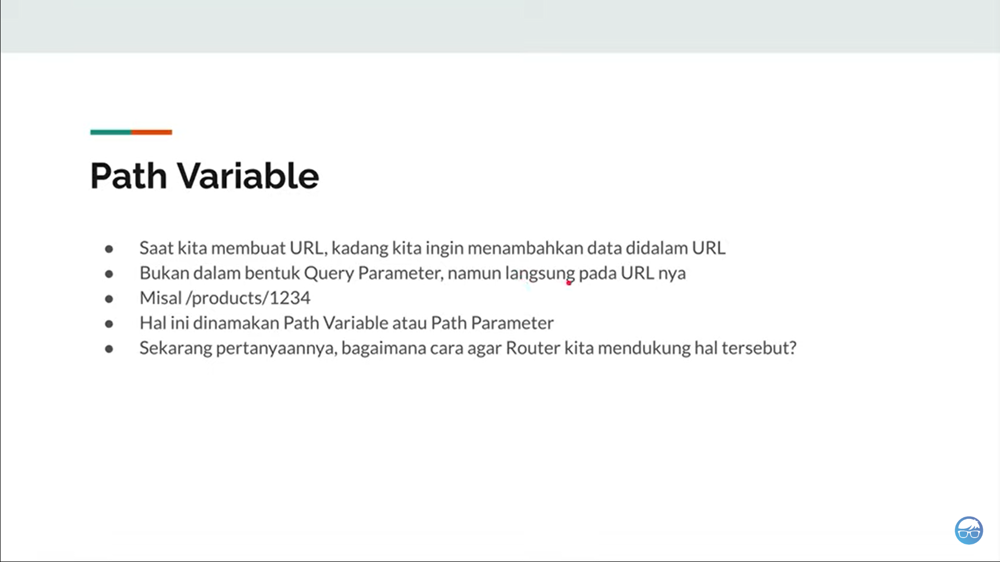 Path Variable
● Saat kita membuat URL, kadang kita ingin menambahkan data didalam URL
● Bukan dalam bentuk Query Parameter, namun langsung pada URL nya
● Misal /products/1234
● Hal ini dinamakan Path Variable atau Path Parameter
● Sekarang pertanyaannya, bagaimana cara agar Router kita mendukung hal tersebut?